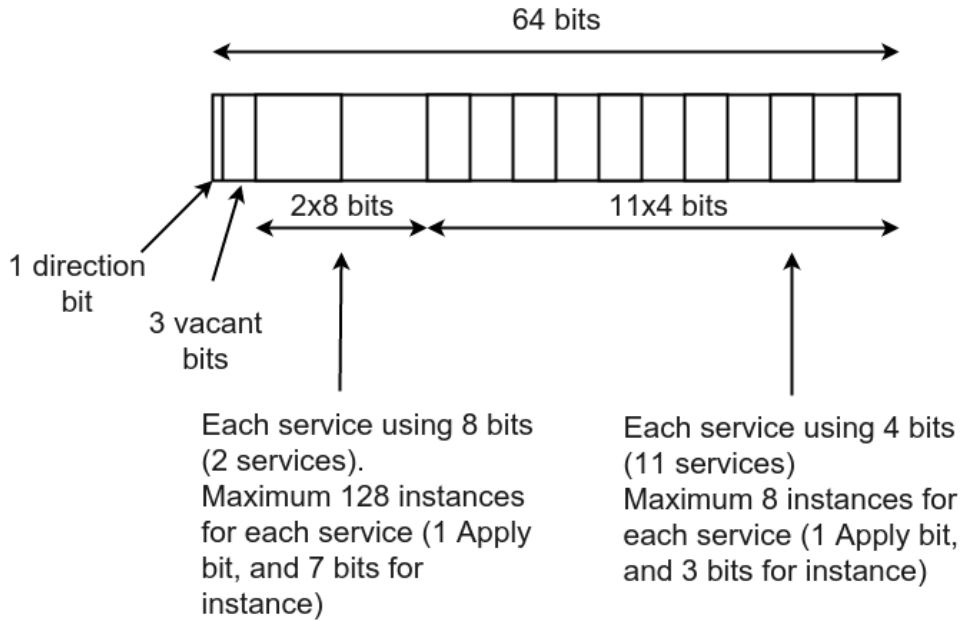 64 bits
2x8 bits
11x4 bits
1 direction
bit
3 vacant
bits
Each service using 8 bits
(2 services).
Maximum 128 instances
for each service (1 Apply
bit, and 7 bits for
instance)
Each service using 4 bits
(11 services)
Maximum 8 instances for
each service (1 Apply bit,
and 3 bits for instance)